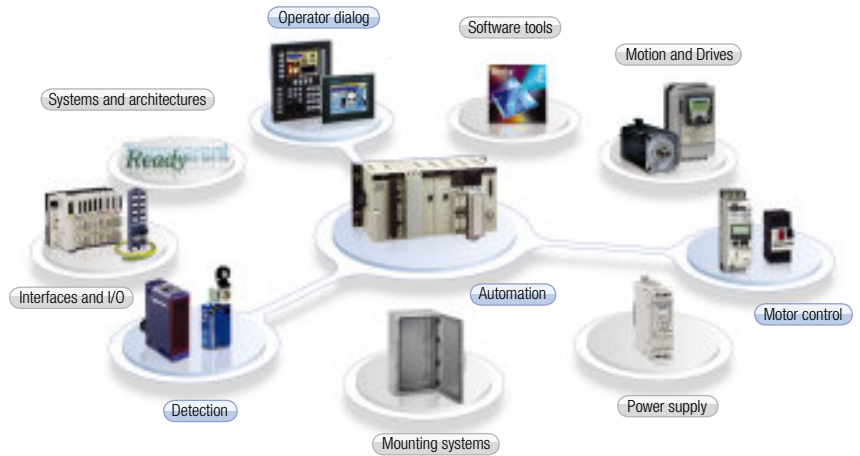 Operator dialog
Software tools
Motion and Drives
Systems and architectures
Ready
Interfaces and I/O
Automation
Motor control
Detection
Power supply
Mounting systems